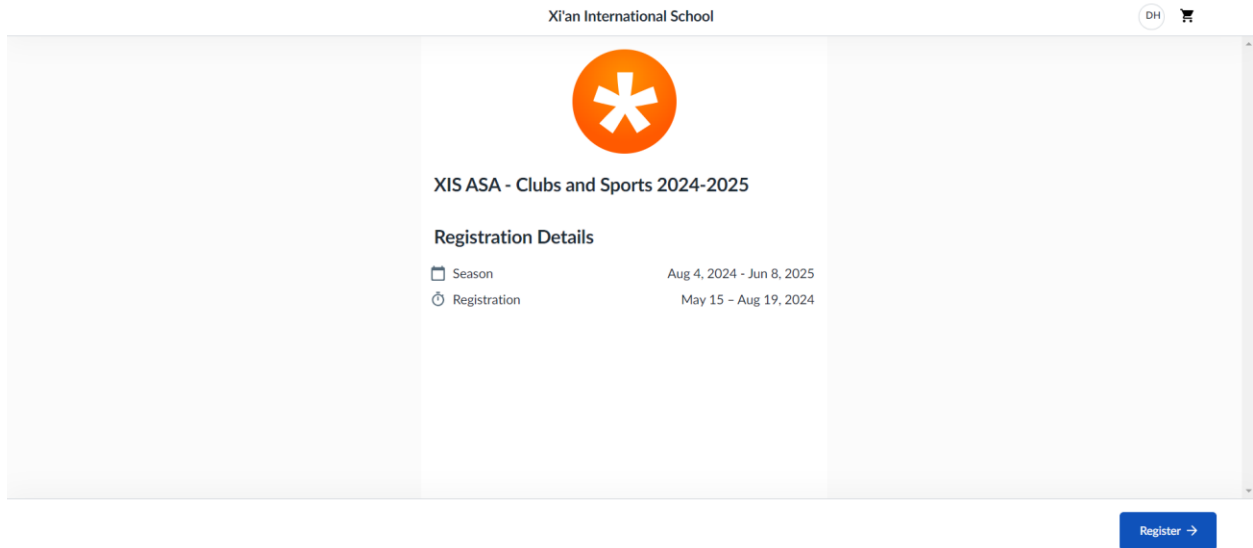 Xi'an International School
DH
XIS ASA - Clubs and Sports 2024-2025
Registration Details
Season Aug 4, 2024 - Jun 8, 2025
Registration May 15 – Aug 19, 2024
Register →